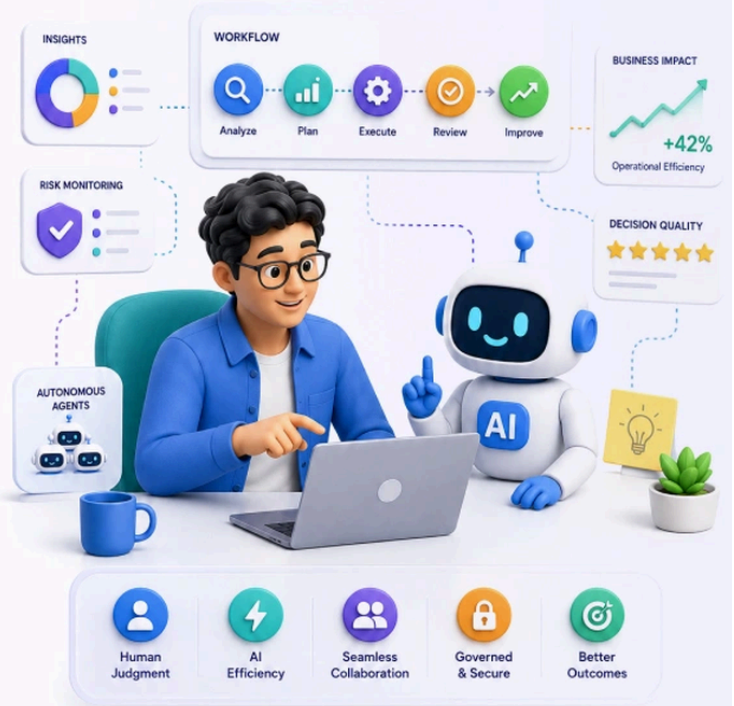 INSIGHTS
WORKFLOW
Analyze
Plan
Execute
Review
Improve
BUSINESS IMPACT
+42%
Operational Efficiency
RISK MONITORING
DECISION QUALITY
AUTONOMOUS
AGENTS
AI
Human
Judgment
AI
Efficiency
Seamless
Collaboration
Governed
& Secure
Better
Outcomes